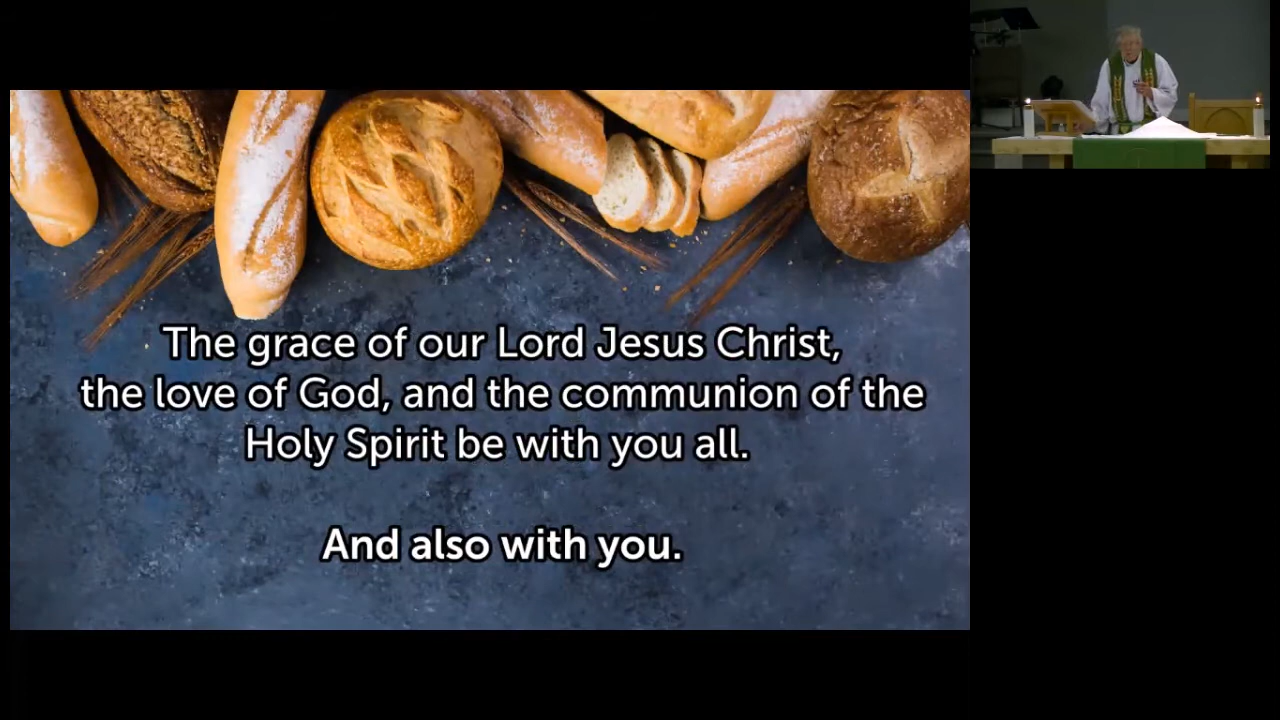 The grace of our Lord Jesus Christ,
the love of God, and the communion of the
Holy Spirit be with you all.
And also with you.